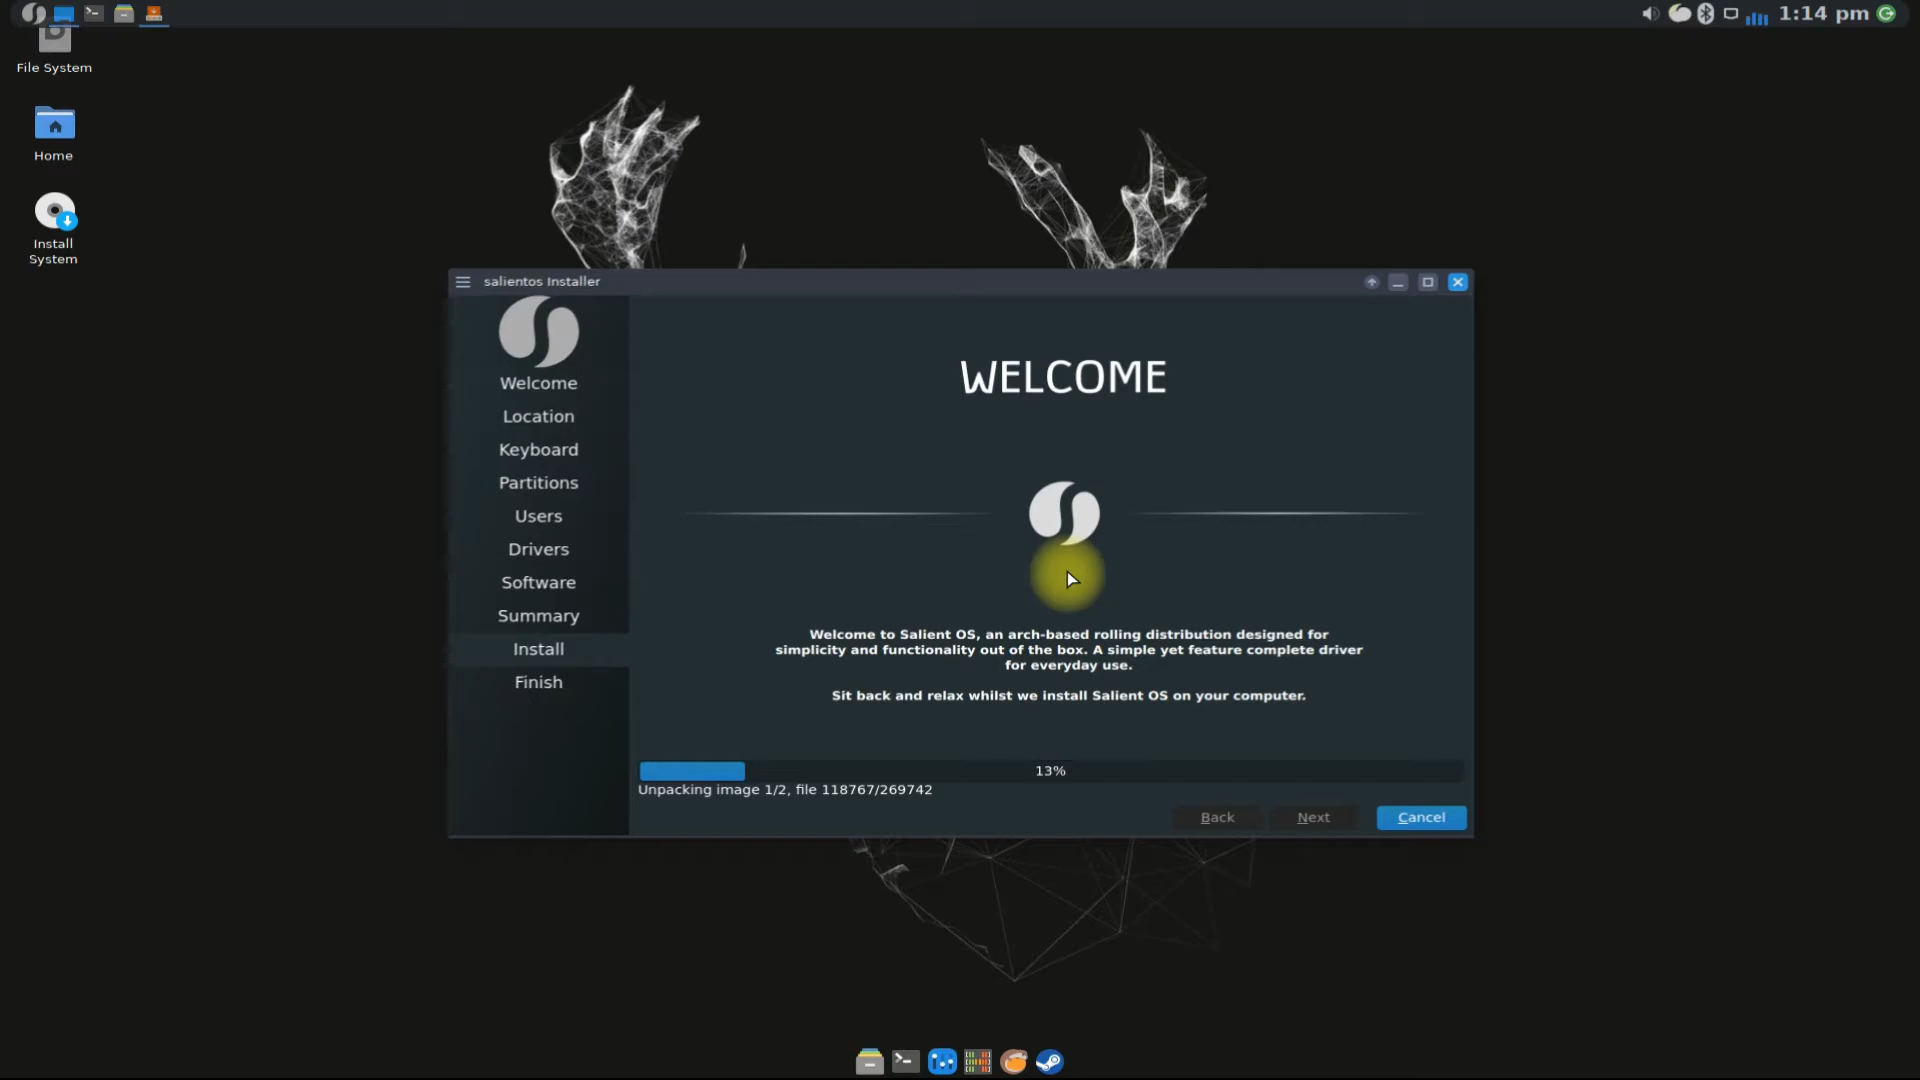 1:14 pm
File System
Home
Install
System
salientos Installer
Welcome
Location
Keyboard
Partitions
Users
Drivers
Software
Summary
Install
Finish
WELCOME
Welcome to Salient OS, an arch-based rolling distribution designed for
simplicity and functionality out of the box. A simple yet feature complete driver
for everyday use.
Sit back and relax whilst we install Salient OS on your computer.
13%
Unpacking image 1/2, file 118767/269742
Back
Next
Cancel